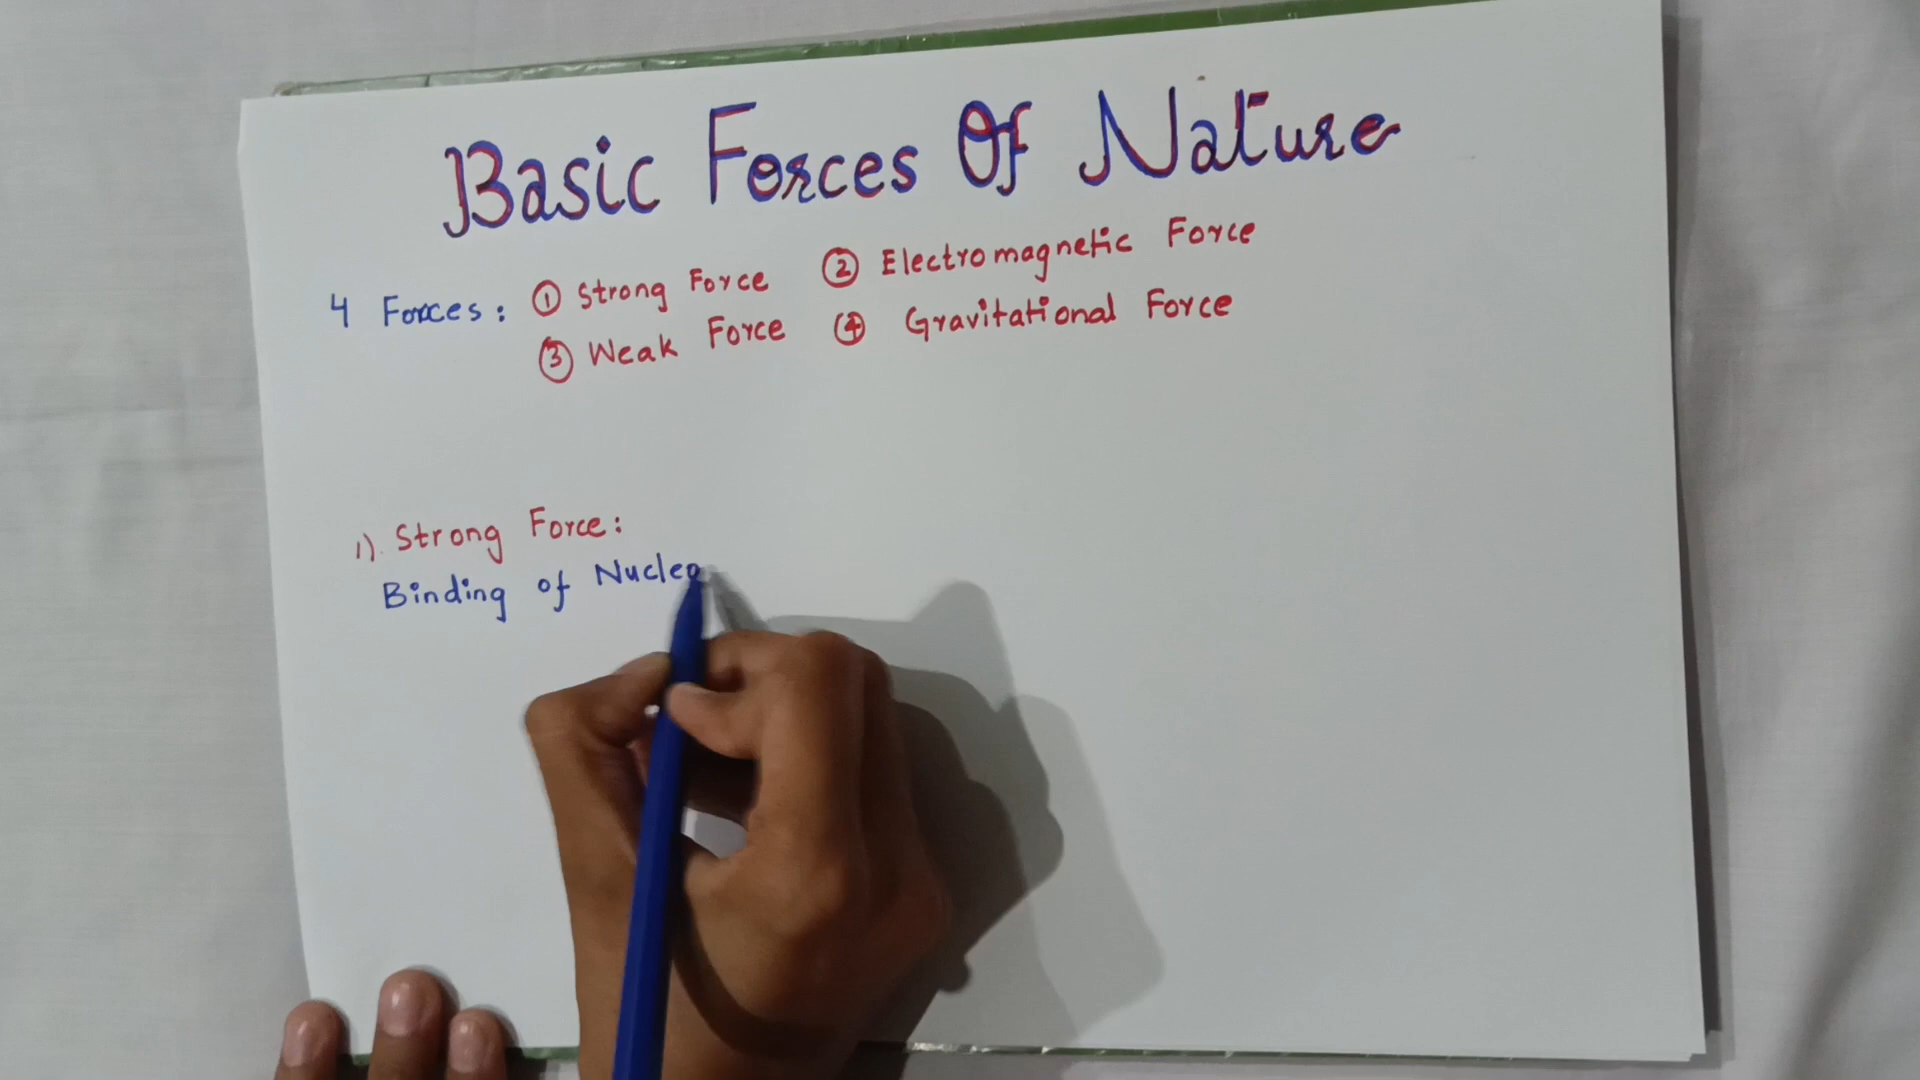 Basic Forces Of Nature
4 Forces: ① Strong Force ② Electromagnetic Force
③ Weak Force ④ Gravitational Force
1). Strong Force:
Binding of Nucleo